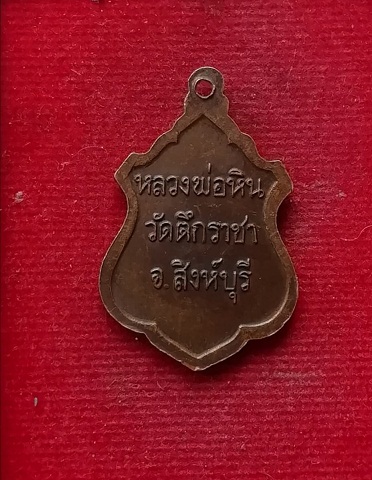 หลวงพ่อหิน
วัดตึกราชา
จ.สิงห์บุรี